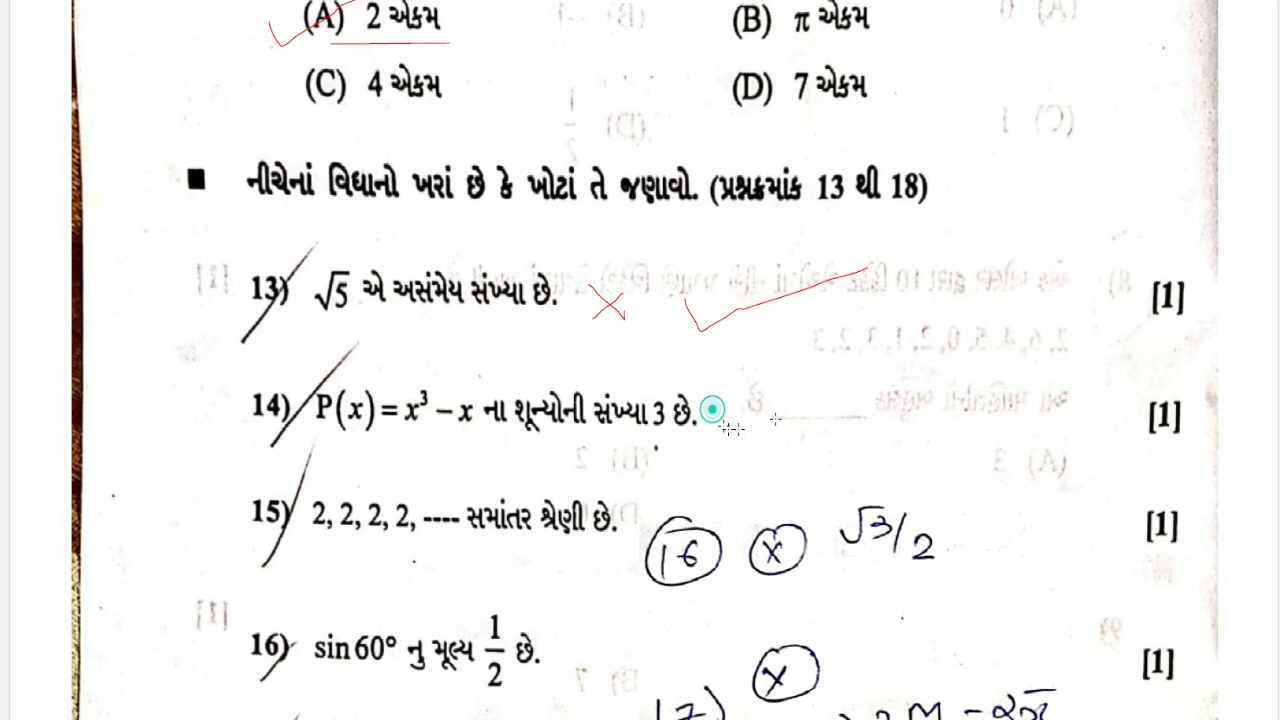 (A) 2 એકમ (B) π એકમ
(C) 4 એકમ (D) 7 એકમ
■ નીચેનાં વિધાનો ખરાં છે કે ખોટાં તે જણાવો. (પ્રશ્નક્રમાંક 13 થી 18)
13) √5 એ અસંમેય સંખ્યા છે. [1]
14) P(x) = x³ − x ના શૂન્યોની સંખ્યા 3 છે. [1]
15) 2, 2, 2, 2, ---- સમાંતર શ્રેણી છે. [1]
16 x √3/2
16) sin 60° નુ મૂલ્ય 1/2 છે. [1]
x
17)